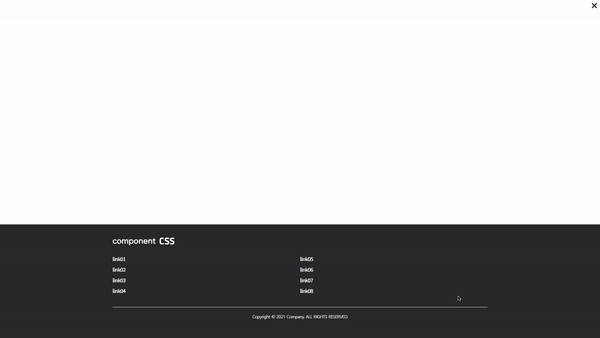 component CSS
link01
link02
link03
link04
link05
link06
link07
link08
Copyright © 2021 Company. ALL RIGHTS RESERVED.